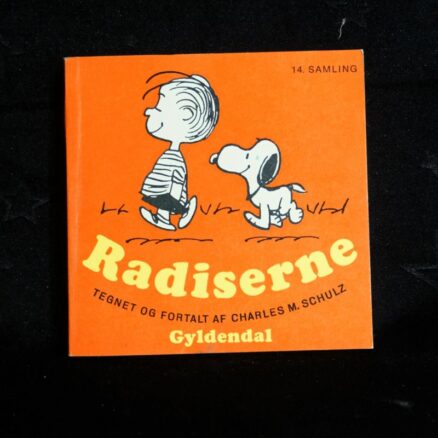 14. SAMLING
Radiserne
TEGNET OG FORTALT AF CHARLES M. SCHULZ
Gyldendal